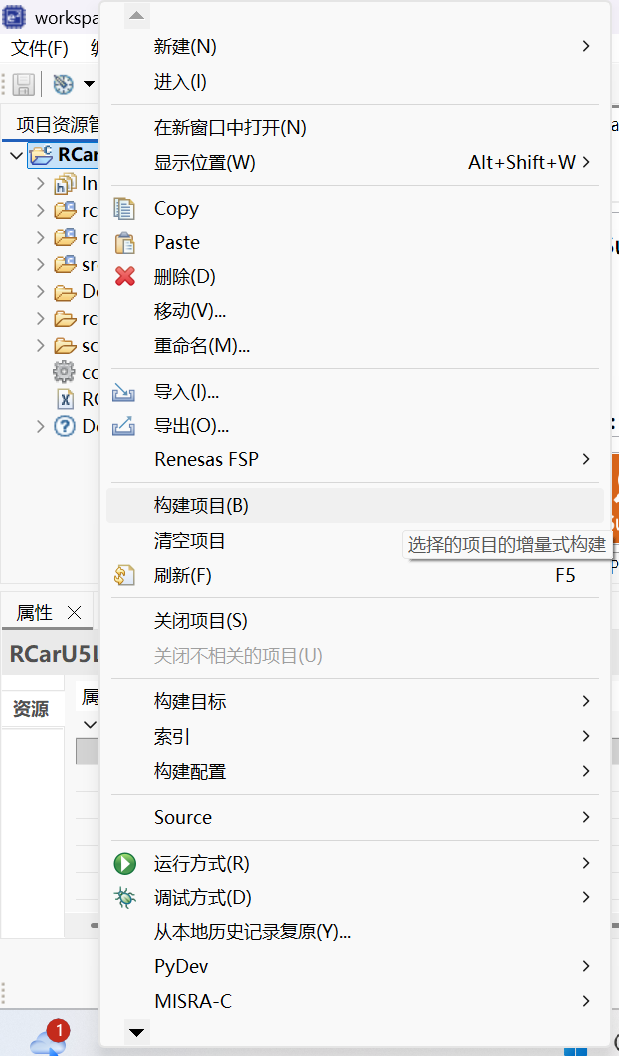 workspa
文件(F)
新建(N)
进入(I)
项目资源管
在新窗口中打开(N)
显示位置(W) Alt+Shift+W
RCar
In
rc
rc
sr
De
rc
sc
cc
RC
De
Copy
Paste
删除(D)
移动(V)...
重命名(M)...
导入(I)...
导出(O)...
Renesas FSP
构建项目(B)
清空项目
选择的项目的增量式构建
刷新(F) F5
关闭项目(S)
关闭不相关的项目(U)
属性
RCarU5L
资源
属
构建目标
索引
构建配置
Source
运行方式(R)
调试方式(D)
从本地历史记录复原(Y)...
PyDev
MISRA-C
1